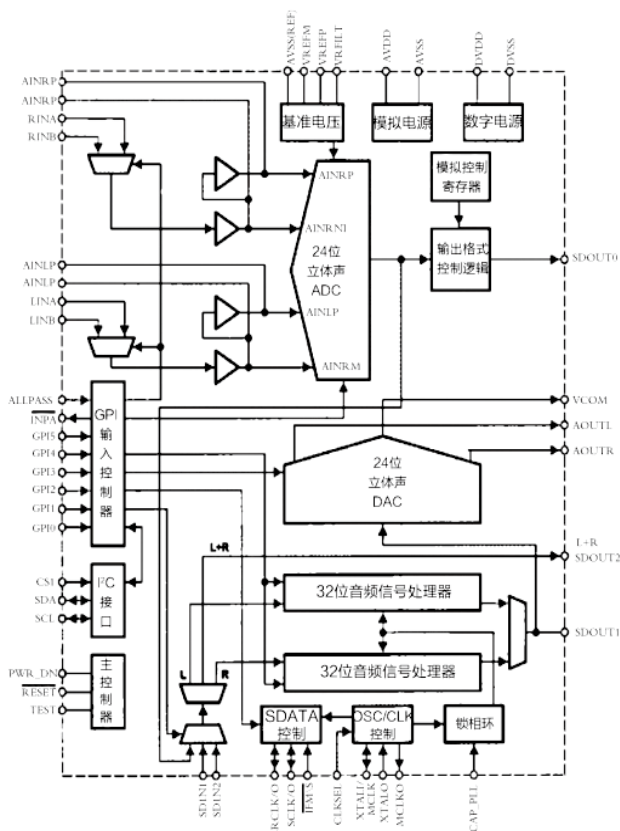 AVSS(REF)
VREFM
VREFP
VRFILT
AVDD
AVSS
DVDD
DVSS
AINRP
AINRP
RINA
RINB
基准电压
模拟电源
数字电源
AINRP
AINRNI
24位
立体声
ADC
AINLP
AINRM
模拟控制
寄存器
输出格式
控制逻辑
SDOUT0
AINLP
AINLP
LINA
LINB
ALLPASS
INPA
GPI5
GPI4
GPI3
GPI2
GPI1
GPI0
GPI
输
入
控
制
器
VCOM
AOUTL
AOUTR
24位
立体声
DAC
L+R
L+R
SDOUT2
CS1
SDA
SCL
I²C
接
口
32位音频信号处理器
32位音频信号处理器
L
R
SDOUT1
PWR_DN
RESET
TEST
主
控
制
器
SDATA
控制
OSC/CLK
控制
锁相环
SDIN1
SDIN2
RCLK/O
SCLK/O
IFM/S
CLKSEL
XTALI/
MCLK
XTALO
MCLKO
CAP_PLL